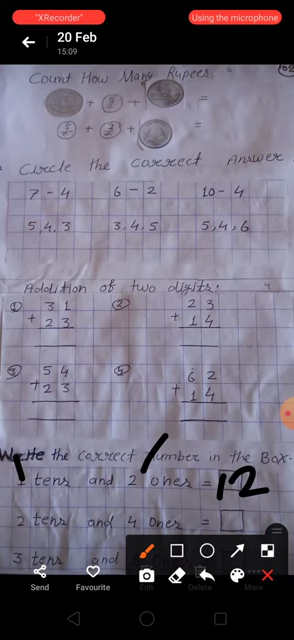 "XRecorder"
Using the microphone
20 Feb
15:09
Count How Many Rupees =
+ + =
+ + =
Circle the Correct Answer
7 - 4 6 - 2 10 - 4
5,4,3 3,4,5 5,4,6
Addition of two digits:
① 3 1 ② 2 3
+ 2 3 + 1 4
③ 5 4 ④ 6 2
+ 2 3 + 1 4
Write the correct number in the Box.
1 tens and 2 ones = 12
2 tens and 4 ones =
3 tens and
Send Favourite Edit Delete More